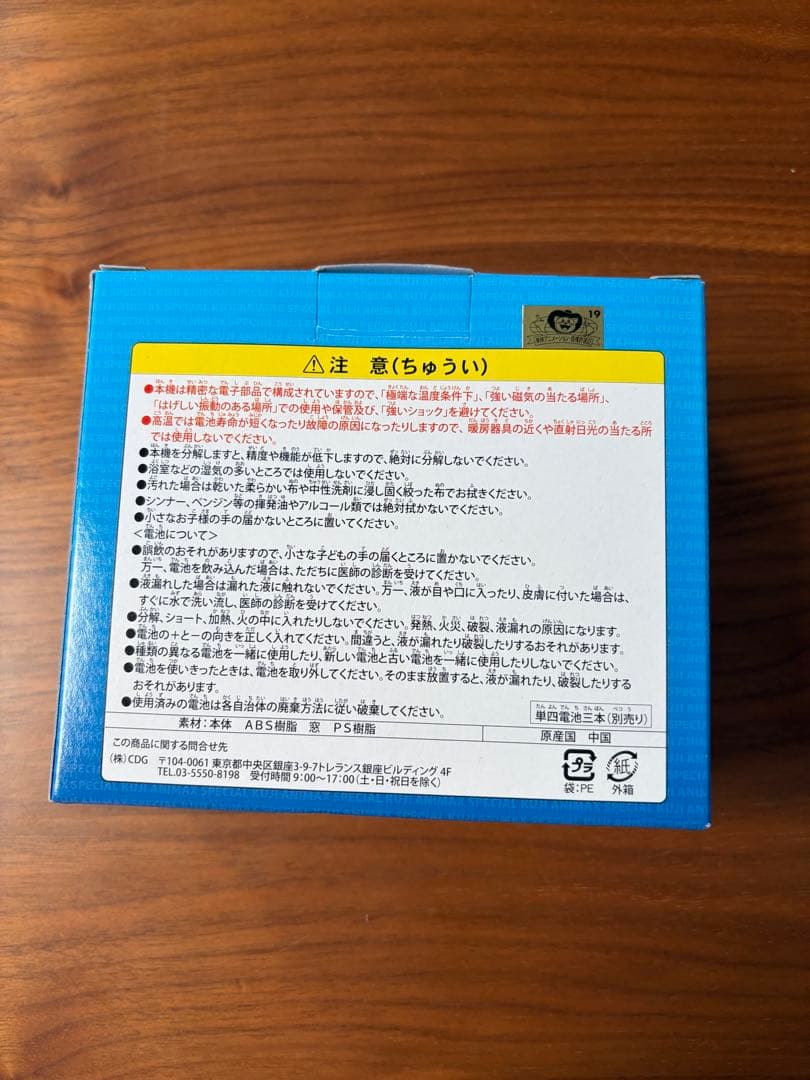 19
⚠注 意(ちゅうい)
●本機は精密な電子部品で構成されていますので、「極端な温度条件下」、「強い磁気の当たる場所」、
「はげしい振動のある場所」での使用や保管及び、「強いショック」を避けてください。
●高温では電池寿命が短くなったり故障の原因になったりしますので、暖房器具の近くや直射日光の当たる所
では使用しないでください。
●本機を分解しますと、精度や機能が低下しますので、絶対に分解しないでください。
●浴室などの湿気の多いところでは使用しないでください。
●汚れた場合は乾いた柔らかい布や中性洗剤に浸し固く絞った布でお拭きください。
●シンナー、ベンジン等の揮発油やアルコール類では絶対拭かないでください。
●小さなお子様の手の届かないところに置いてください。
<電池について>
●誤飲のおそれがありますので、小さな子どもの手の届くところに置かないでください。
万一、電池を飲み込んだ場合は、ただちに医師の診断を受けてください。
●液漏れした場合は漏れた液に触れないでください。万一、液が目や口に入ったり、皮膚に付いた場合は、
すぐに水で洗い流し、医師の診断を受けてください。
●分解、ショート、加熱、火の中に入れたりしないでください。発熱、火災、破裂、液漏れの原因になります。
●電池の+と-の向きを正しく入れてください。間違うと、液が漏れたり破裂したりするおそれがあります。
●種類の異なる電池を一緒に使用したり、新しい電池と古い電池を一緒に使用したりしないでください。
●電池を使いきったときは、電池を取り外してください。そのまま放置すると、液が漏れたり、破裂したりする
おそれがあります。
●使用済みの電池は各自治体の廃棄方法に従い破棄してください。
単四電池三本(別売り)
素材：本体 ABS樹脂 窓 PS樹脂
原産国 中国
この商品に関する問合せ先
(株)CDG 〒104-0061 東京都中央区銀座3-9-7トレランス銀座ビルディング 4F
TEL.03-5550-8198 受付時間 9:00〜17:00(土・日・祝日を除く)
プラ
袋:PE
紙
外箱